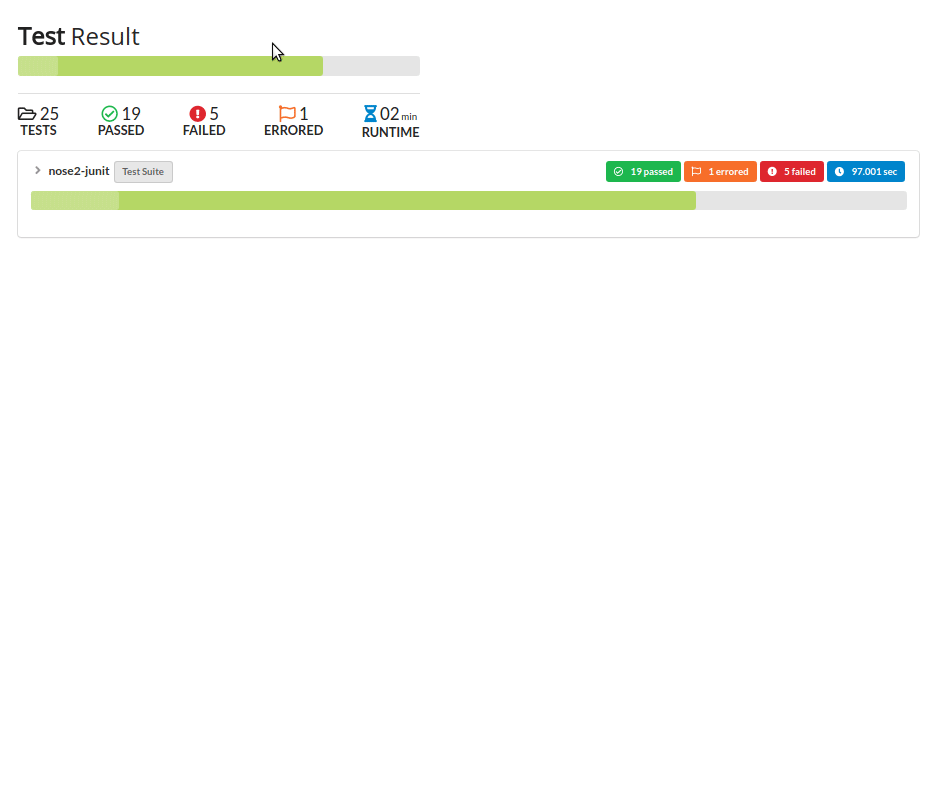 Test Result
25 19 5 1 02 min
TESTS PASSED FAILED ERRORED RUNTIME
nose2-junit Test Suite 19 passed 1 errored 5 failed 97.001 sec